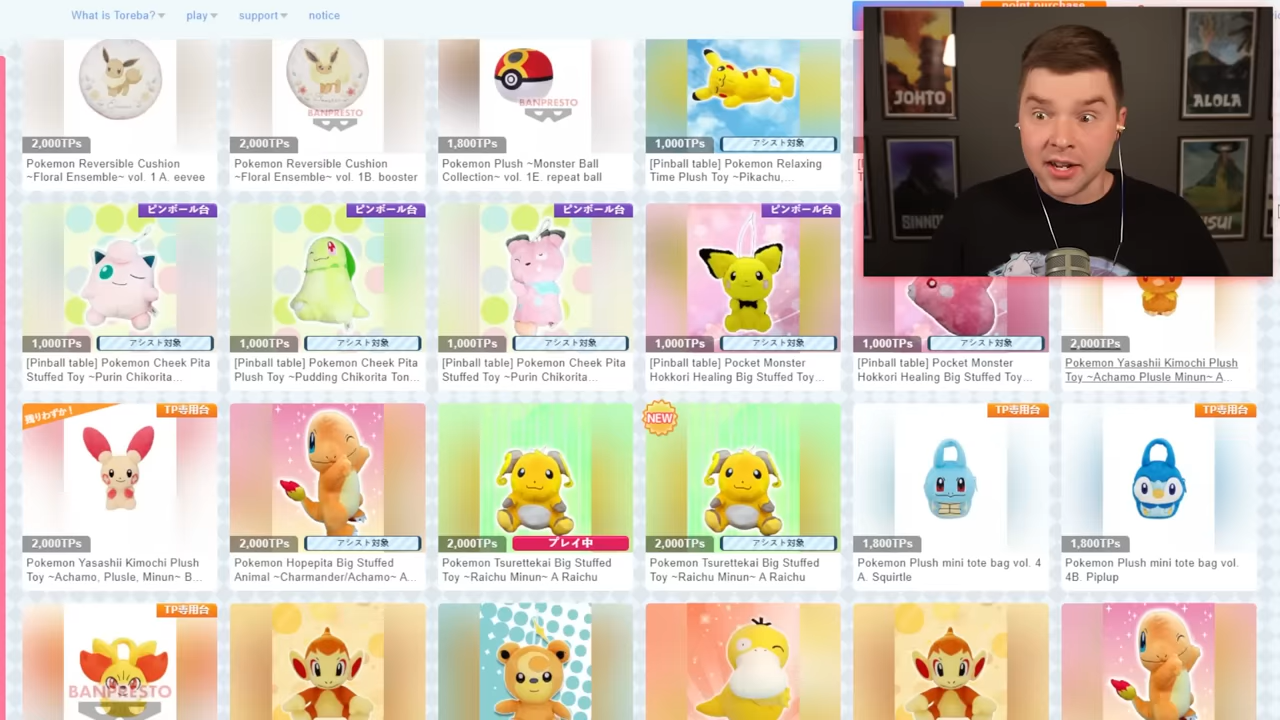 What is Toreba?
play
support
notice
point purchase
JOHTO
ALOLA
BANPRESTO
BANPRESTO
2,000TPs
2,000TPs
1,800TPs
1,000TPs
アシスト対象
Pokemon Reversible Cushion
~Floral Ensemble~ vol. 1 A. eevee
Pokemon Reversible Cushion
~Floral Ensemble~ vol. 1B. booster
Pokemon Plush ~Monster Ball
Collection~ vol. 1E. repeat ball
[Pinball table] Pokemon Relaxing
Time Plush Toy ~Pikachu,...
ピンボール台
ピンボール台
ピンボール台
ピンボール台
1,000TPs
アシスト対象
1,000TPs
アシスト対象
1,000TPs
アシスト対象
1,000TPs
アシスト対象
1,000TPs
アシスト対象
2,000TPs
[Pinball table] Pokemon Cheek Pita
Stuffed Toy ~Purin Chikorita...
[Pinball table] Pokemon Cheek Pita
Plush Toy ~Pudding Chikorita Ton...
[Pinball table] Pokemon Cheek Pita
Stuffed Toy ~Purin Chikorita...
[Pinball table] Pocket Monster
Hokkori Healing Big Stuffed Toy...
[Pinball table] Pocket Monster
Hokkori Healing Big Stuffed Toy...
Pokemon Yasashii Kimochi Plush
Toy ~Achamo Plusle Minun~ A...
残りわずか!
TP専用台
NEW
TP専用台
TP専用台
2,000TPs
2,000TPs
アシスト対象
2,000TPs
プレイ中
2,000TPs
アシスト対象
1,800TPs
1,800TPs
Pokemon Yasashii Kimochi Plush
Toy ~Achamo, Plusle, Minun~ B...
Pokemon Hopepita Big Stuffed
Animal ~Charmander/Achamo~ A...
Pokemon Tsurettekai Big Stuffed
Toy ~Raichu Minun~ A Raichu
Pokemon Tsurettekai Big Stuffed
Toy ~Raichu Minun~ A Raichu
Pokemon Plush mini tote bag vol. 4
A. Squirtle
Pokemon Plush mini tote bag vol.
4B. Piplup
TP専用台
BANPRESTO